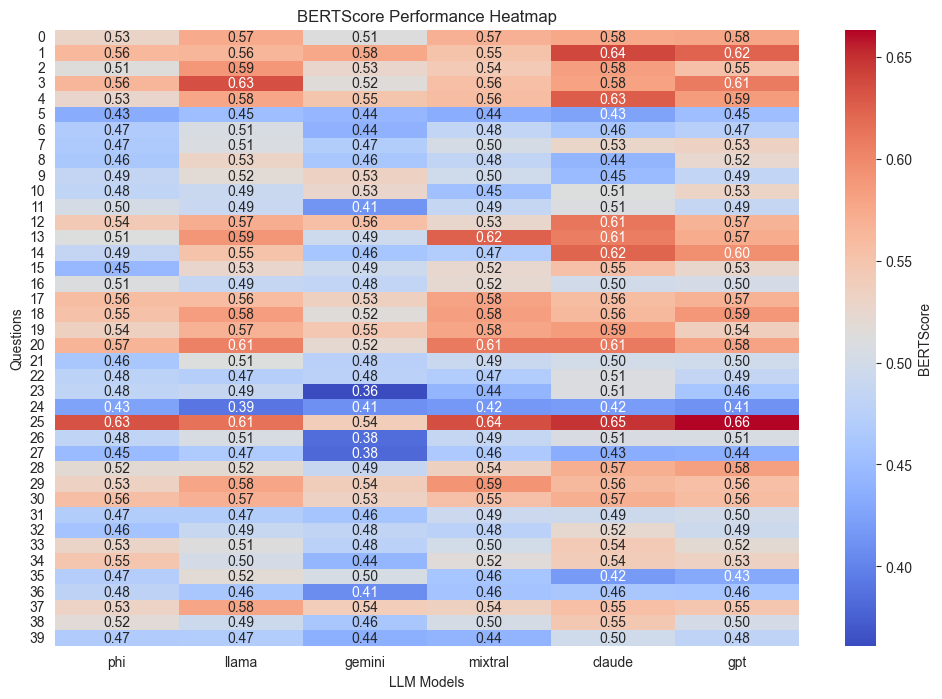 BERTScore Performance Heatmap
0 0.53 0.57 0.51 0.57 0.58 0.58
1 0.56 0.56 0.58 0.55 0.64 0.62
2 0.51 0.59 0.53 0.54 0.58 0.55
3 0.56 0.63 0.52 0.56 0.58 0.61
4 0.53 0.58 0.55 0.56 0.63 0.59
5 0.43 0.45 0.44 0.44 0.43 0.45
6 0.47 0.51 0.44 0.48 0.46 0.47
7 0.47 0.51 0.47 0.50 0.53 0.53
8 0.46 0.53 0.46 0.48 0.44 0.52
9 0.49 0.52 0.53 0.50 0.45 0.49
10 0.48 0.49 0.53 0.45 0.51 0.53
11 0.50 0.49 0.41 0.49 0.51 0.49
12 0.54 0.57 0.56 0.53 0.61 0.57
13 0.51 0.59 0.49 0.62 0.61 0.57
14 0.49 0.55 0.46 0.47 0.62 0.60
15 0.45 0.53 0.49 0.52 0.55 0.53
16 0.51 0.49 0.48 0.52 0.50 0.50
17 0.56 0.56 0.53 0.58 0.56 0.57
18 0.55 0.58 0.52 0.58 0.56 0.59
19 0.54 0.57 0.55 0.58 0.59 0.54
20 0.57 0.61 0.52 0.61 0.61 0.58
21 0.46 0.51 0.48 0.49 0.50 0.50
22 0.48 0.47 0.48 0.47 0.51 0.49
23 0.48 0.49 0.36 0.44 0.51 0.46
24 0.43 0.39 0.41 0.42 0.42 0.41
25 0.63 0.61 0.54 0.64 0.65 0.66
26 0.48 0.51 0.38 0.49 0.51 0.51
27 0.45 0.47 0.38 0.46 0.43 0.44
28 0.52 0.52 0.49 0.54 0.57 0.58
29 0.53 0.58 0.54 0.59 0.56 0.56
30 0.56 0.57 0.53 0.55 0.57 0.56
31 0.47 0.47 0.46 0.49 0.49 0.50
32 0.46 0.49 0.48 0.48 0.52 0.49
33 0.53 0.51 0.48 0.50 0.54 0.52
34 0.55 0.50 0.44 0.52 0.54 0.53
35 0.47 0.52 0.50 0.46 0.42 0.43
36 0.48 0.46 0.41 0.46 0.46 0.46
37 0.53 0.58 0.54 0.54 0.55 0.55
38 0.52 0.49 0.46 0.50 0.55 0.50
39 0.47 0.47 0.44 0.44 0.50 0.48
phi llama gemini mixtral claude gpt
LLM Models
Questions
0.65
0.60
0.55
0.50
0.45
0.40
BERTScore